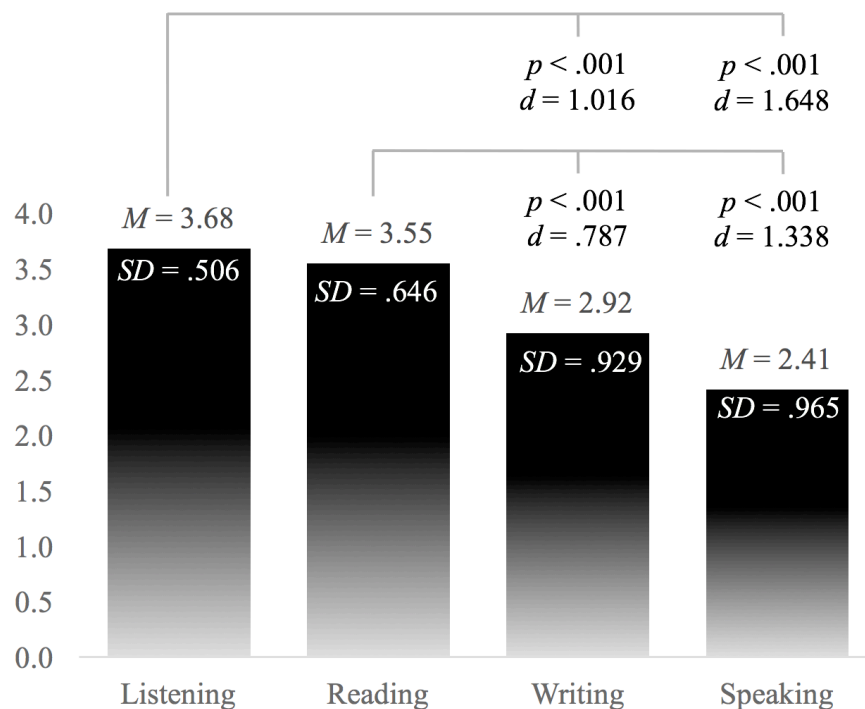 p < .001 p < .001
d = 1.016 d = 1.648
p < .001 p < .001
d = .787 d = 1.338
4.0
3.5
3.0
2.5
2.0
1.5
1.0
0.5
0.0
M = 3.68
SD = .506
M = 3.55
SD = .646
M = 2.92
SD = .929
M = 2.41
SD = .965
Listening Reading Writing Speaking